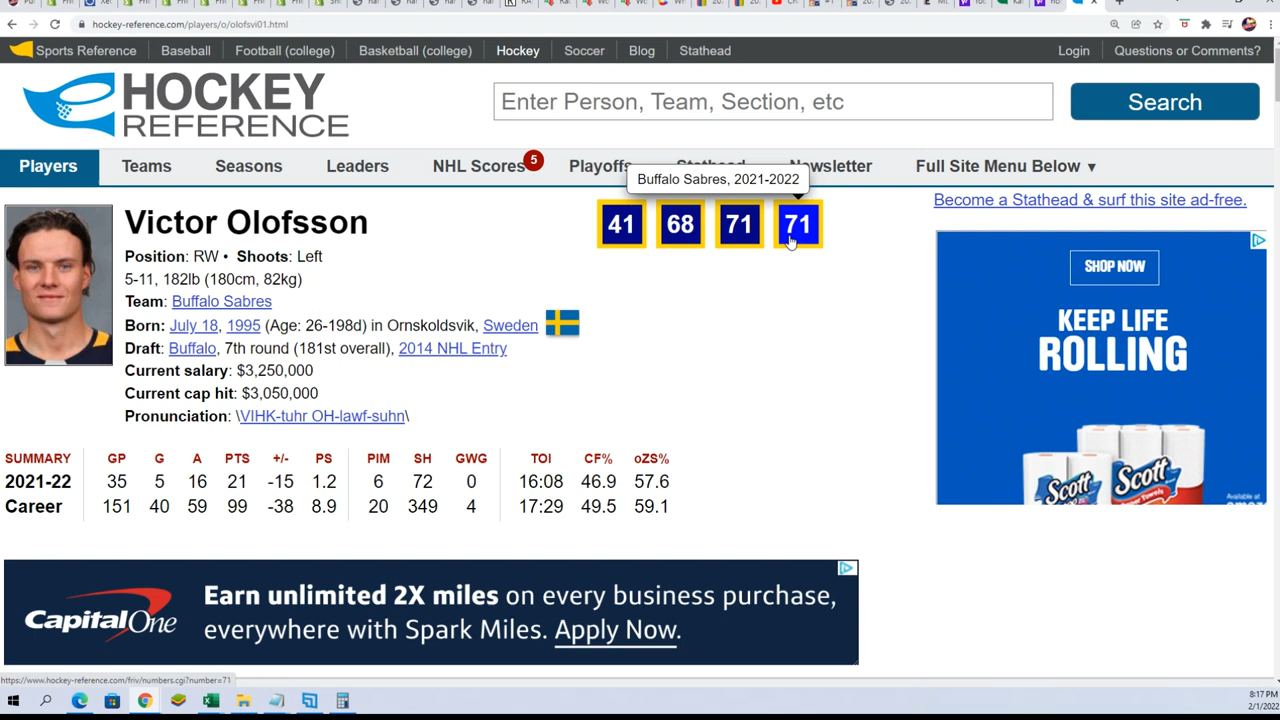 hockey-reference.com/players/o/olofsvi01.html
Sports Reference Baseball Football (college) Basketball (college) Hockey Soccer Blog Stathead Login Questions or Comments?
HOCKEY
REFERENCE
Enter Person, Team, Section, etc
Search
Players Teams Seasons Leaders NHL Scores 5 Playoffs Stathead Newsletter Full Site Menu Below ▼
Buffalo Sabres, 2021-2022
Become a Stathead & surf this site ad-free.
Victor Olofsson
41 68 71 71
Position: RW • Shoots: Left
5-11, 182lb (180cm, 82kg)
Team: Buffalo Sabres
Born: July 18, 1995 (Age: 26-198d) in Ornskoldsvik, Sweden
Draft: Buffalo, 7th round (181st overall), 2014 NHL Entry
Current salary: $3,250,000
Current cap hit: $3,050,000
Pronunciation: \VIHK-tuhr OH-lawf-suhn\
SHOP NOW
KEEP LIFE
ROLLING
Scott
Scott
SUMMARY GP G A PTS +/- PS PIM SH GWG TOI CF% oZS%
2021-22 35 5 16 21 -15 1.2 6 72 0 16:08 46.9 57.6
Career 151 40 59 99 -38 8.9 20 349 4 17:29 49.5 59.1
Capital One
Earn unlimited 2X miles on every business purchase,
everywhere with Spark Miles. Apply Now.
https://www.hockey-reference.com/friv/numbers.cgi?number=71
8:17 PM
2/1/2022